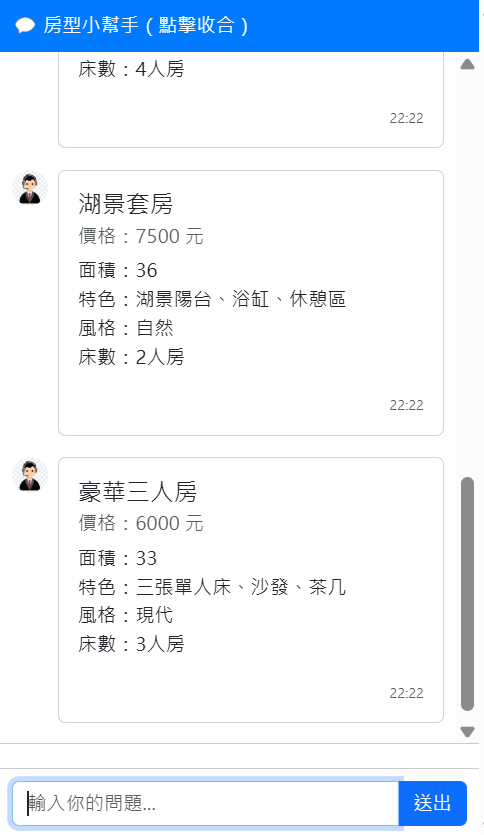 房型小幫手（點擊收合）
床數：4人房
22:22
湖景套房
價格：7500 元
面積：36
特色：湖景陽台、浴缸、休憩區
風格：自然
床數：2人房
22:22
豪華三人房
價格：6000 元
面積：33
特色：三張單人床、沙發、茶几
風格：現代
床數：3人房
22:22
輸入你的問題...
送出